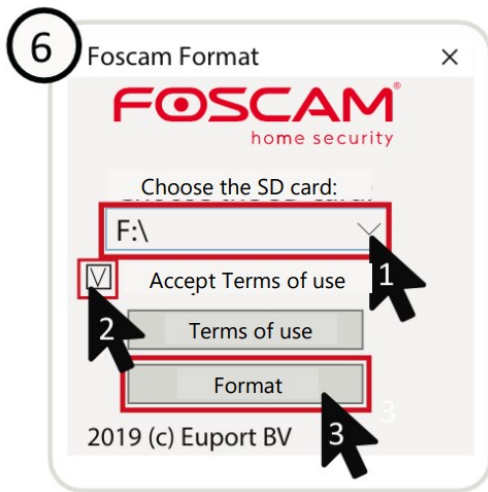 6
Foscam Format ×
FOSCAM®
home security
Choose the SD card:
F:\
1
V Accept Terms of use
2
Terms of use
Format
3
3
2019 (c) Euport BV